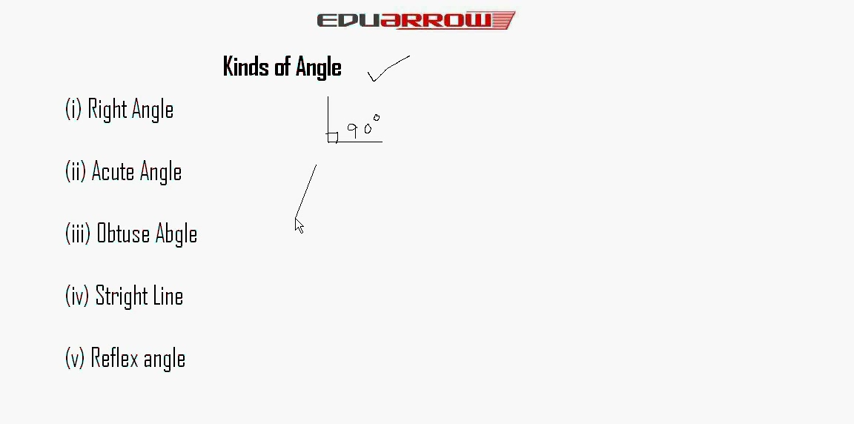 EDUARROW
Kinds of Angle
(i) Right Angle
90°
(ii) Acute Angle
(iii) Obtuse Abgle
(iv) Stright Line
(v) Reflex angle